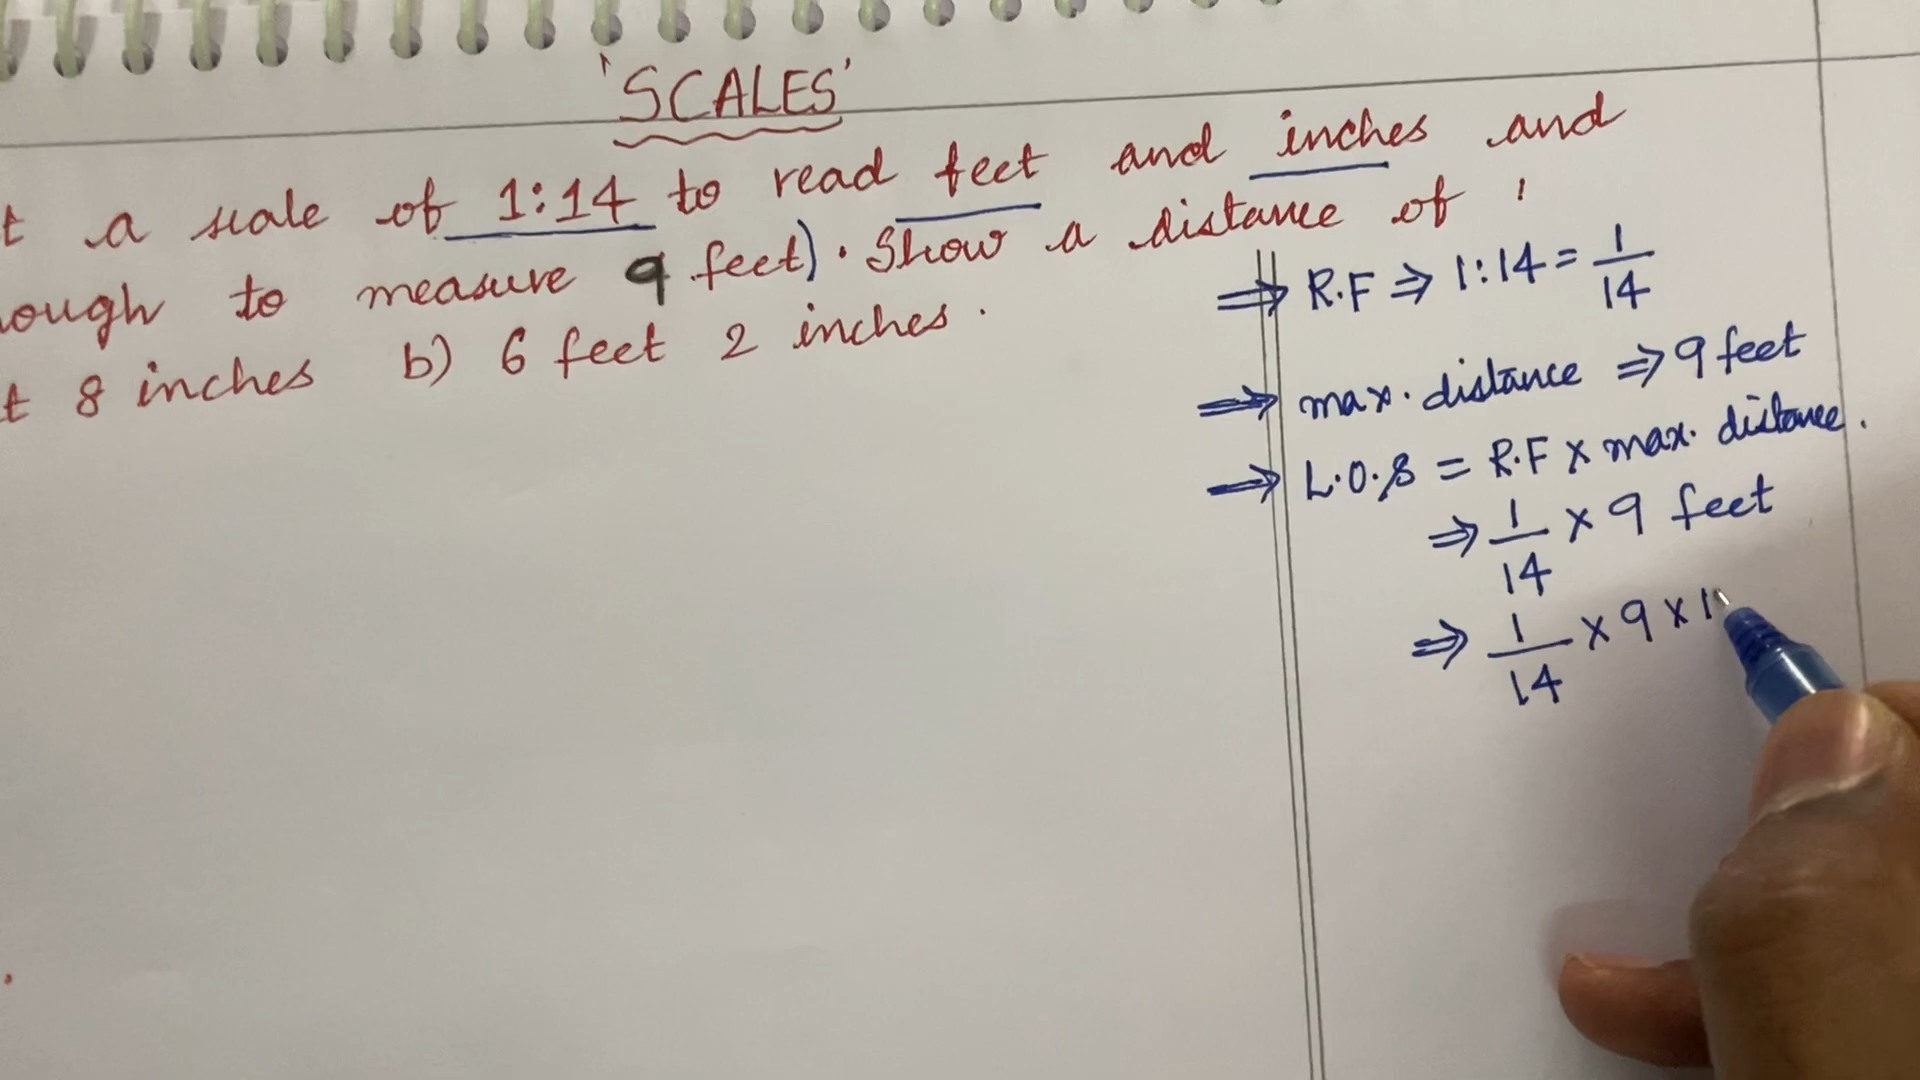 'SCALES'
t a scale of 1:14 to read feet and inches and
ough to measure 9 feet). Show a distance of
t 8 inches b) 6 feet 2 inches.
⇒ R.F ⇒ 1:14 = 1/14
⇒ max. distance ⇒ 9 feet
⇒ L.O.S = R.F × max. distance.
⇒ 1/14 × 9 feet
⇒ 1/14 × 9 × 1